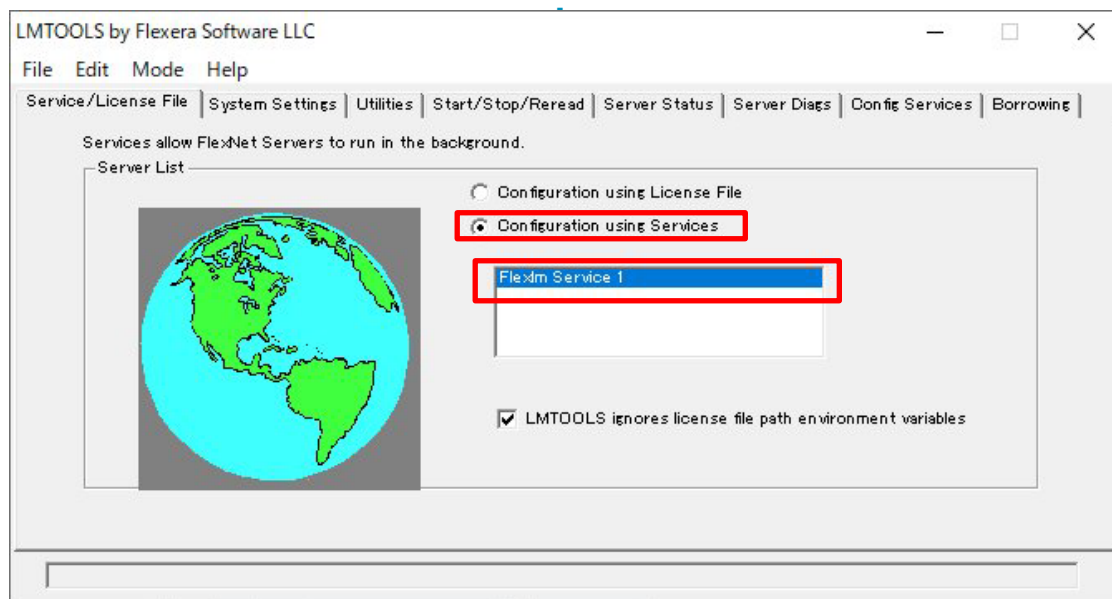 LMTOOLS by Flexera Software LLC
File Edit Mode Help
Service/License File System Settings Utilities Start/Stop/Reread Server Status Server Diags Config Services Borrowing
Services allow FlexNet Servers to run in the background.
Server List
Configuration using License File
Configuration using Services
Flexlm Service 1
LMTOOLS ignores license file path environment variables